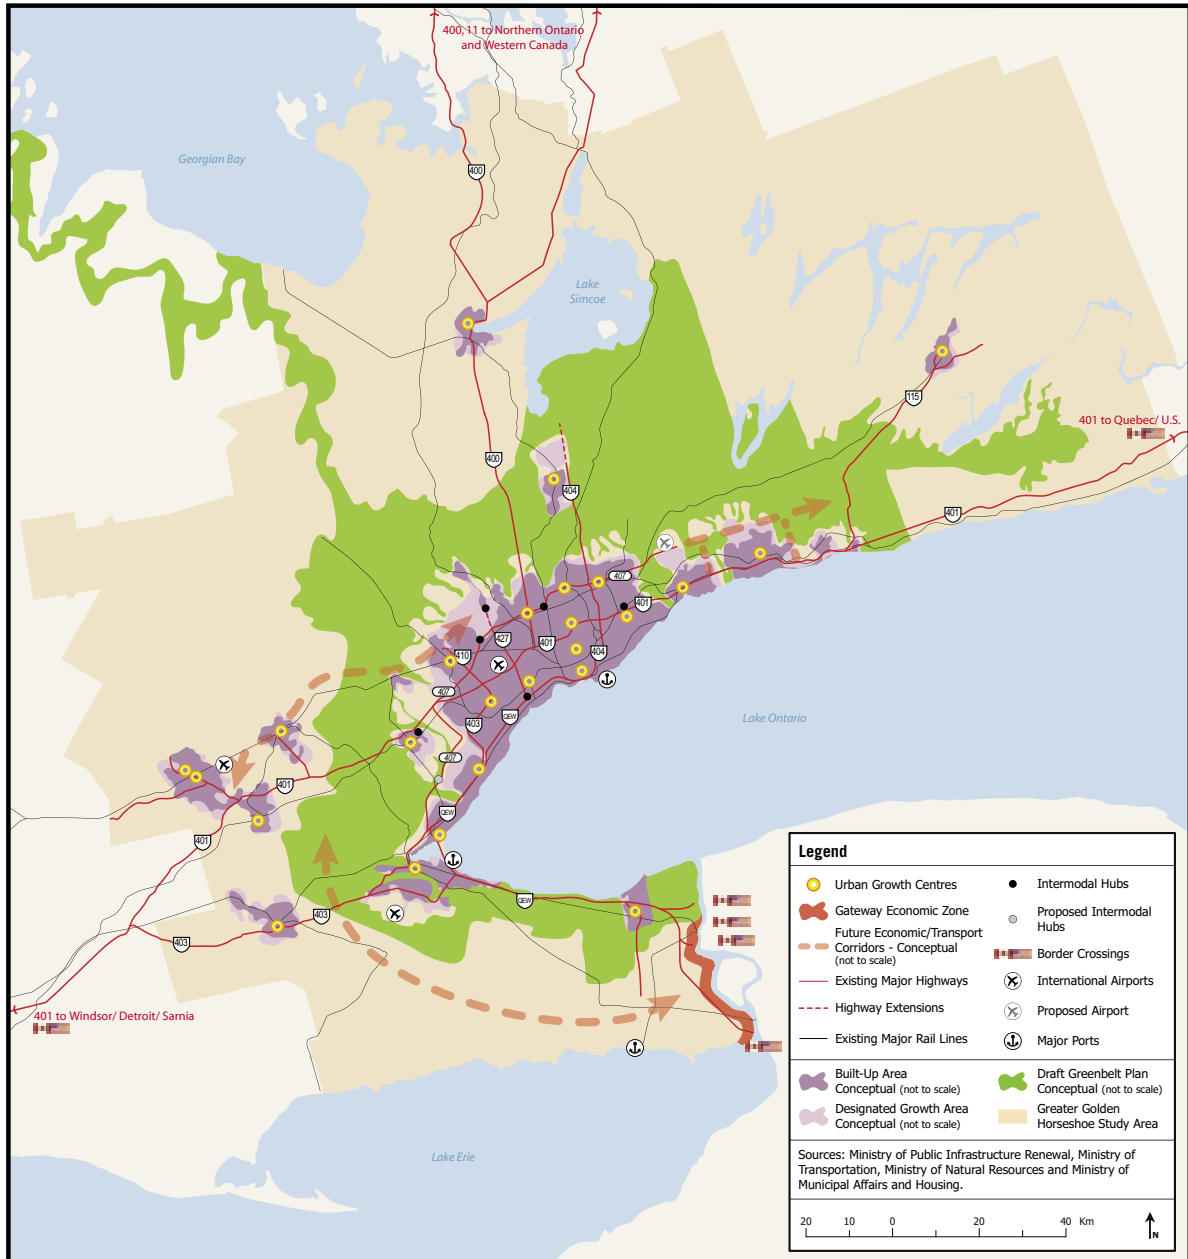 400, 11 to Northern Ontario
and Western Canada
Georgian Bay
400
Lake
Simcoe
115
401 to Quebec/ U.S.
400
404
401
407
401
427
401
410
404
407
403
QEW
Lake Ontario
407
401
QEW
401
QEW
403
403
401 to Windsor/ Detroit/ Sarnia
Lake Erie
Legend
Urban Growth Centres
Gateway Economic Zone
Future Economic/Transport
Corridors - Conceptual
(not to scale)
Existing Major Highways
Highway Extensions
Existing Major Rail Lines
Intermodal Hubs
Proposed Intermodal
Hubs
Border Crossings
International Airports
Proposed Airport
Major Ports
Built-Up Area
Conceptual (not to scale)
Designated Growth Area
Conceptual (not to scale)
Draft Greenbelt Plan
Conceptual (not to scale)
Greater Golden
Horseshoe Study Area
Sources: Ministry of Public Infrastructure Renewal, Ministry of
Transportation, Ministry of Natural Resources and Ministry of
Municipal Affairs and Housing.
20 10 0 20 40 Km
N